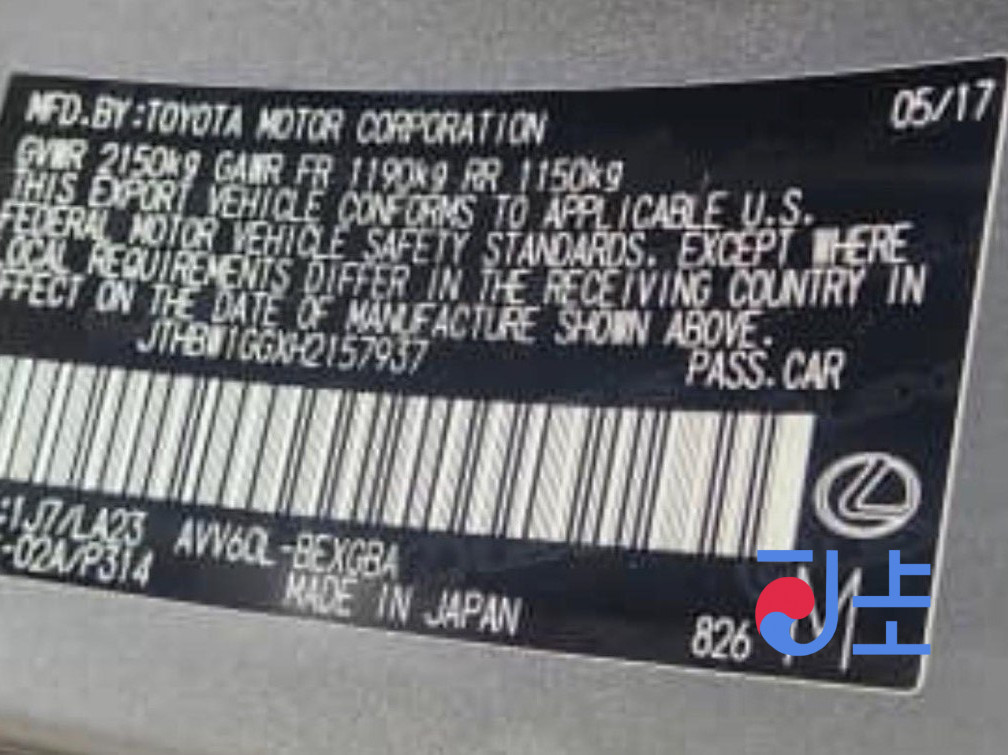 MFD.BY:TOYOTA MOTOR CORPORATION 05/17
GVWR 2150kg GAWR FR 1190kg RR 1150kg
THIS EXPORT VEHICLE CONFORMS TO APPLICABLE U.S.
FEDERAL MOTOR VEHICLE SAFETY STANDARDS. EXCEPT WHERE
LOCAL REQUIREMENTS DIFFER IN THE RECEIVING COUNTRY IN
EFFECT ON THE DATE OF MANUFACTURE SHOWN ABOVE.
JTHBW1GGXH2157937 PASS.CAR
1J7/LA23 AVV60L-BEXGBA
-02A/P314 MADE IN JAPAN
826 M